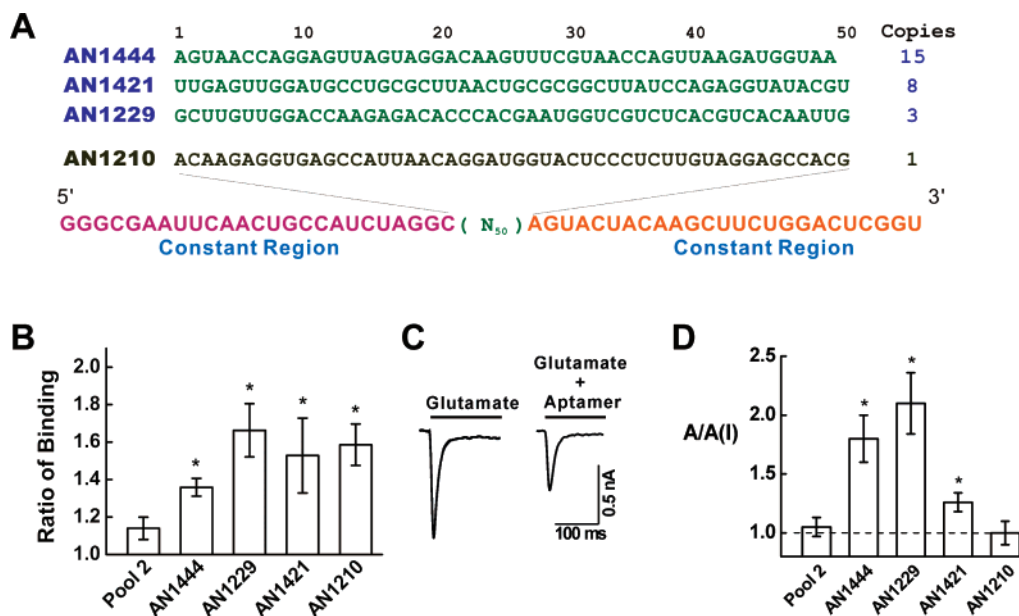 A
1 10 20 30 40 50 Copies
AN1444 AGUAACCAGGAGUUAGUAGGACAAGUUUCGUAACCAGUUAAGAUGGUAA 15
AN1421 UUGAGUUGGAUGCCUGCGCUUAACUGCGCGGCUUAUCCAGAGGUAUACGU 8
AN1229 GCUUGUUGGACCAAGAGACACCCACGAAUGGUCGUCUCACGUCACAAUUG 3
AN1210 ACAAGAGGUGAGCCAUUAACAGGAUGGUACUCCCUCUUGUAGGAGCCACG 1
5' 3'
GGGCGAAUUCAACUGCCAUCUAGGC ( N50 ) AGUACUACAAGCUUCUGGACUCGGU
Constant Region Constant Region
B
Ratio of Binding
2.0
1.8
1.6
1.4
1.2
1.0
* * * *
Pool 2 AN1444 AN1229 AN1421 AN1210
C
Glutamate
Glutamate
+
Aptamer
0.5 nA
100 ms
D
A/A(I)
2.5
2.0
1.5
1.0
* * *
Pool 2 AN1444 AN1229 AN1421 AN1210